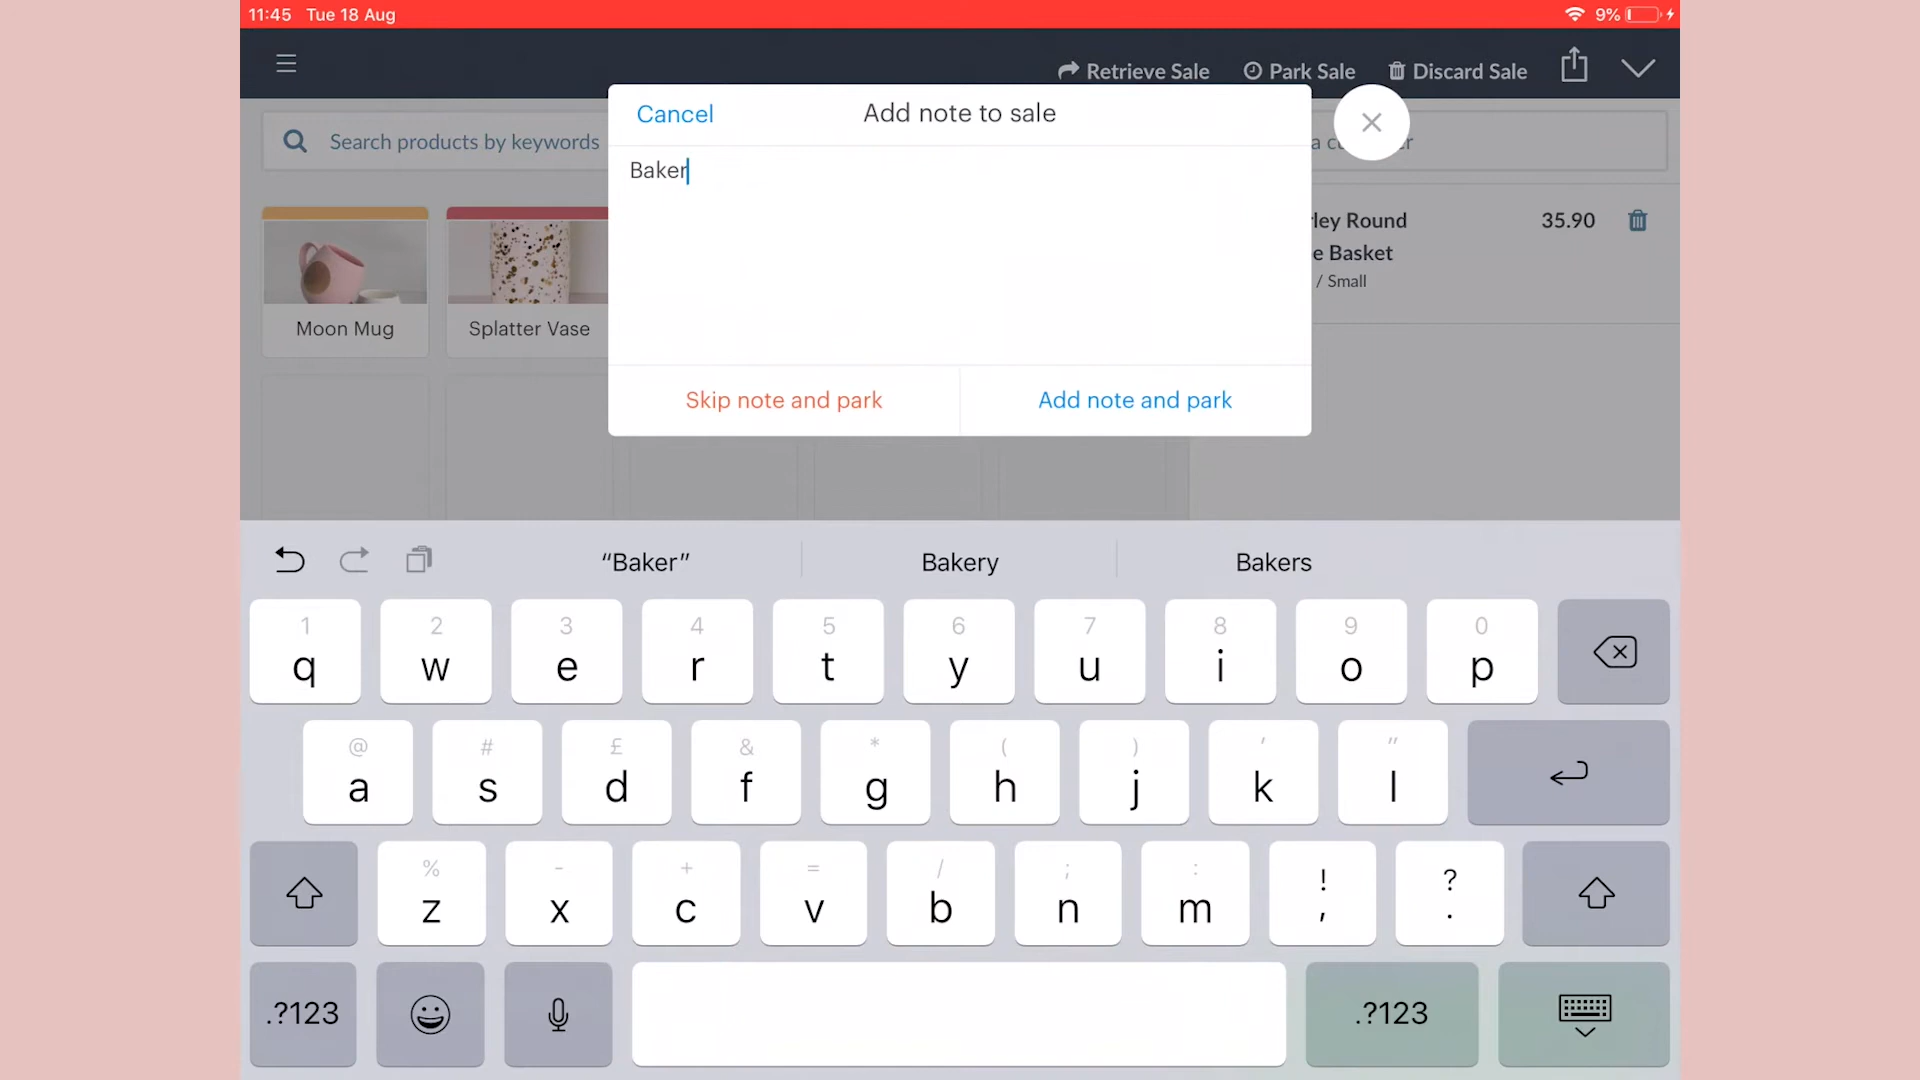 11:45 Tue 18 Aug
9%
Retrieve Sale Park Sale Discard Sale
Cancel Add note to sale
Search products by keywords
Baker
ley Round 35.90
e Basket
/ Small
Moon Mug Splatter Vase
Skip note and park Add note and park
“Baker” Bakery Bakers
1 2 3 4 5 6 7 8 9 0
q w e r t y u i o p
@ # £ & * ( ) ' "
a s d f g h j k l
% - + = / ; : ! ?
z x c v b n m , .
.?123 .?123